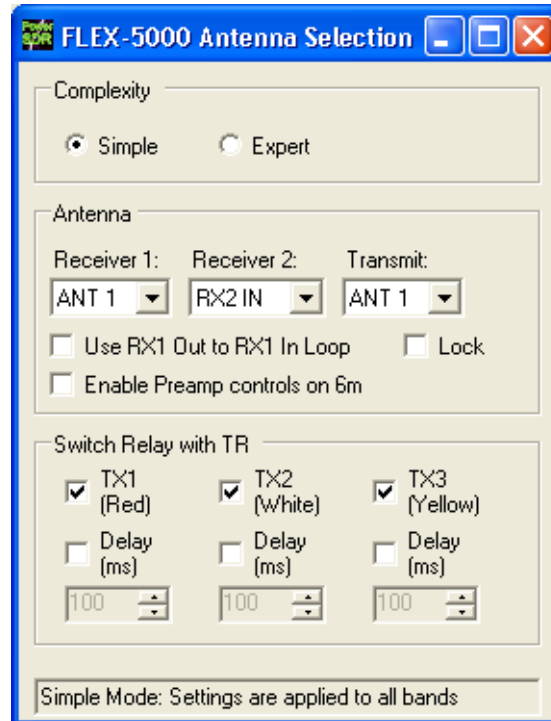 Power SDR FLEX-5000 Antenna Selection
Complexity
Simple Expert
Antenna
Receiver 1: Receiver 2: Transmit:
ANT 1 RX2 IN ANT 1
Use RX1 Out to RX1 In Loop Lock
Enable Preamp controls on 6m
Switch Relay with TR
TX1 TX2 TX3
(Red) (White) (Yellow)
Delay Delay Delay
(ms) (ms) (ms)
100 100 100
Simple Mode: Settings are applied to all bands